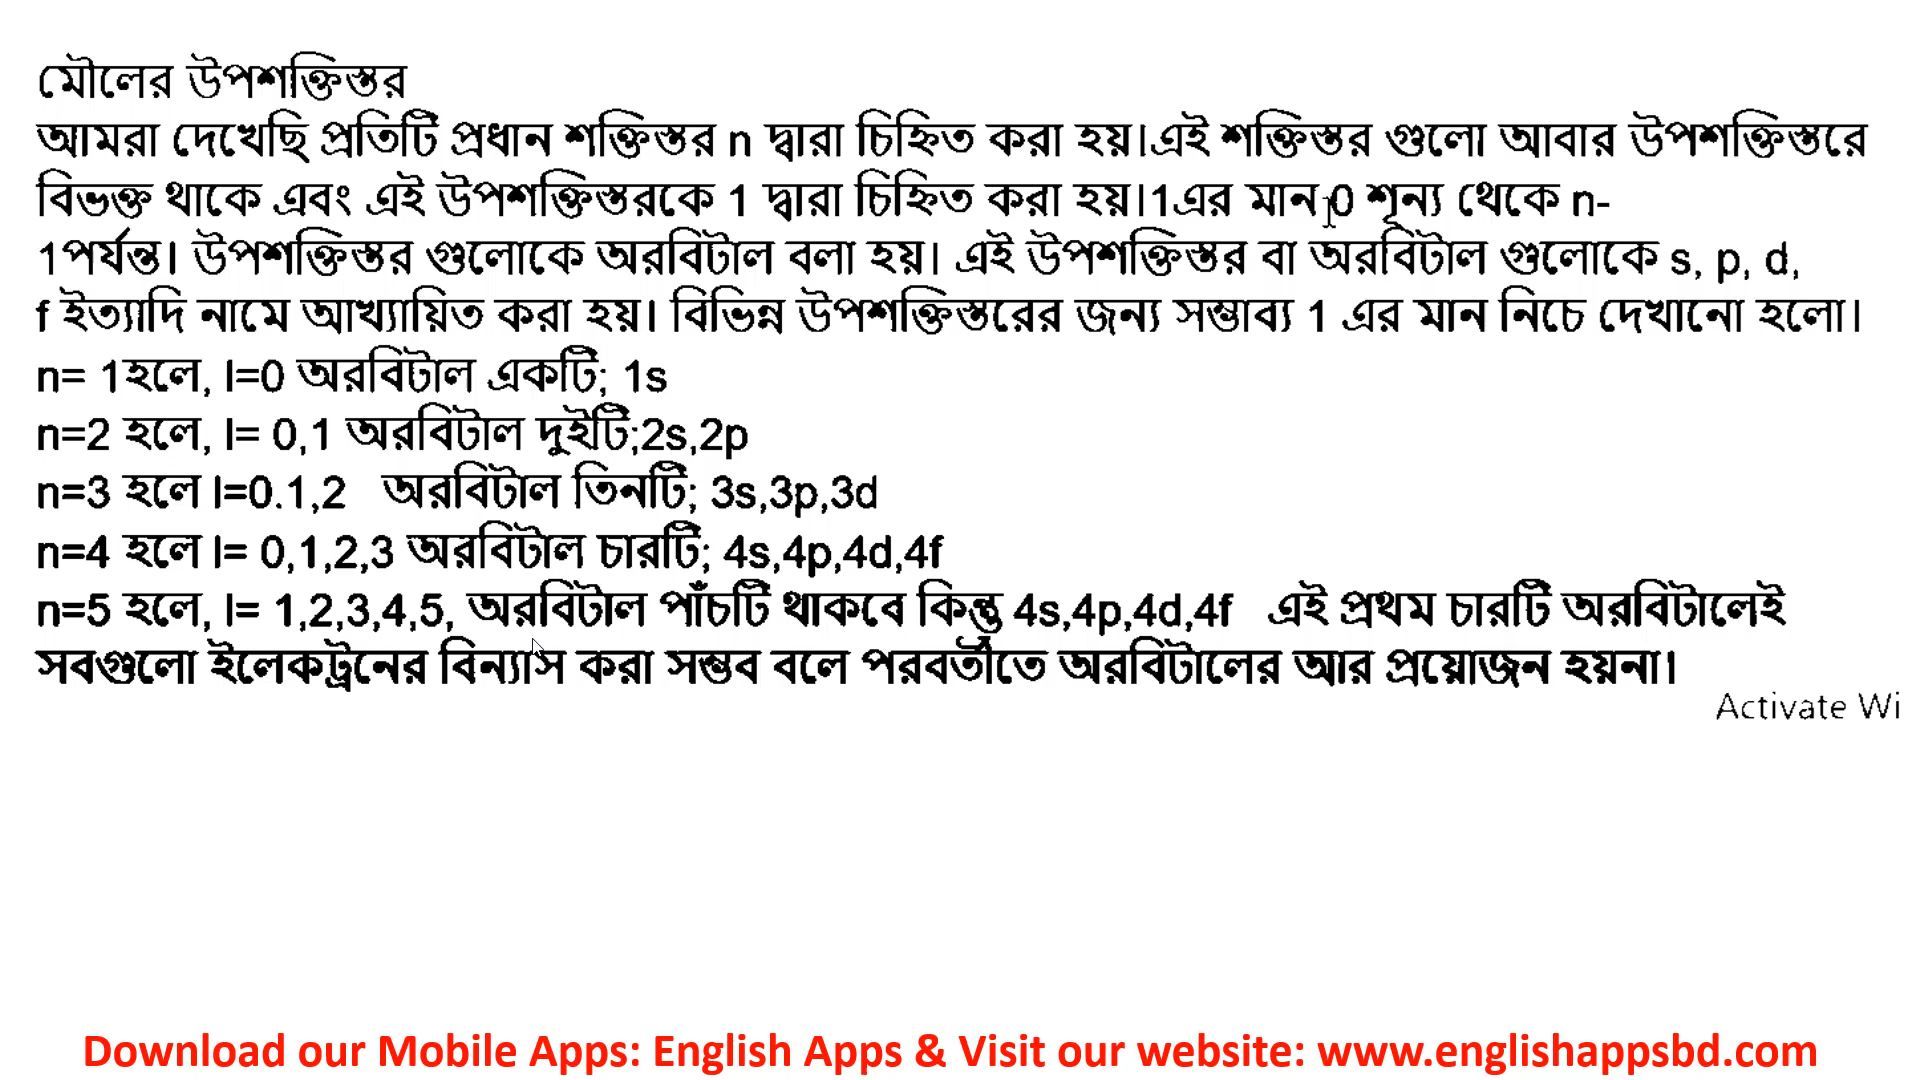 মৌলের উপশক্তিস্তর
আমরা দেখেছি প্রতিটি প্রধান শক্তিস্তর n দ্বারা চিহ্নিত করা হয়।এই শক্তিস্তর গুলো আবার উপশক্তিস্তরে
বিভক্ত থাকে এবং এই উপশক্তিস্তরকে 1 দ্বারা চিহ্নিত করা হয়।1এর মান 0 শূন্য থেকে n-
1পর্যন্ত। উপশক্তিস্তর গুলোকে অরবিটাল বলা হয়। এই উপশক্তিস্তর বা অরবিটাল গুলোকে s, p, d,
f ইত্যাদি নামে আখ্যায়িত করা হয়। বিভিন্ন উপশক্তিস্তরের জন্য সম্ভাব্য 1 এর মান নিচে দেখানো হলো।
n= 1হলে, l=0 অরবিটাল একটি; 1s
n=2 হলে, l= 0,1 অরবিটাল দুইটি;2s,2p
n=3 হলে l=0.1,2 অরবিটাল তিনটি; 3s,3p,3d
n=4 হলে l= 0,1,2,3 অরবিটাল চারটি; 4s,4p,4d,4f
n=5 হলে, l= 1,2,3,4,5, অরবিটাল পাঁচটি থাকবে কিন্তু 4s,4p,4d,4f এই প্রথম চারটি অরবিটালেই
সবগুলো ইলেকট্রনের বিন্যাস করা সম্ভব বলে পরবর্তীতে অরবিটালের আর প্রয়োজন হয়না।
Activate Wi
Download our Mobile Apps: English Apps & Visit our website: www.englishappsbd.com